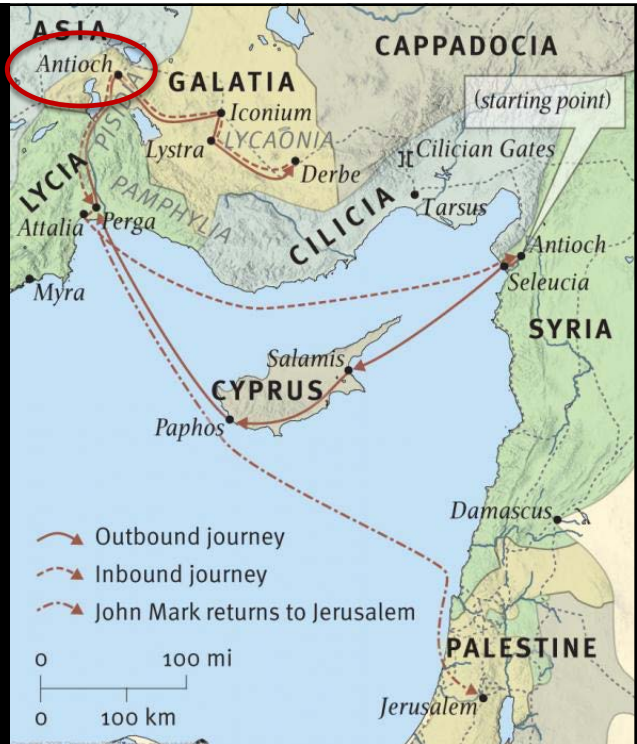 ASIA
Antioch
GALATIA
CAPPADOCIA
(starting point)
PISIDIA
Iconium
LYCAONIA
Lystra
Derbe
Cilician Gates
LYCIA
PAMPHYLIA
CILICIA
Tarsus
Attalia
Perga
Antioch
Seleucia
Myra
SYRIA
Salamis
CYPRUS
Paphos
Damascus
Outbound journey
Inbound journey
John Mark returns to Jerusalem
PALESTINE
0 100 mi
0 100 km
Jerusalem